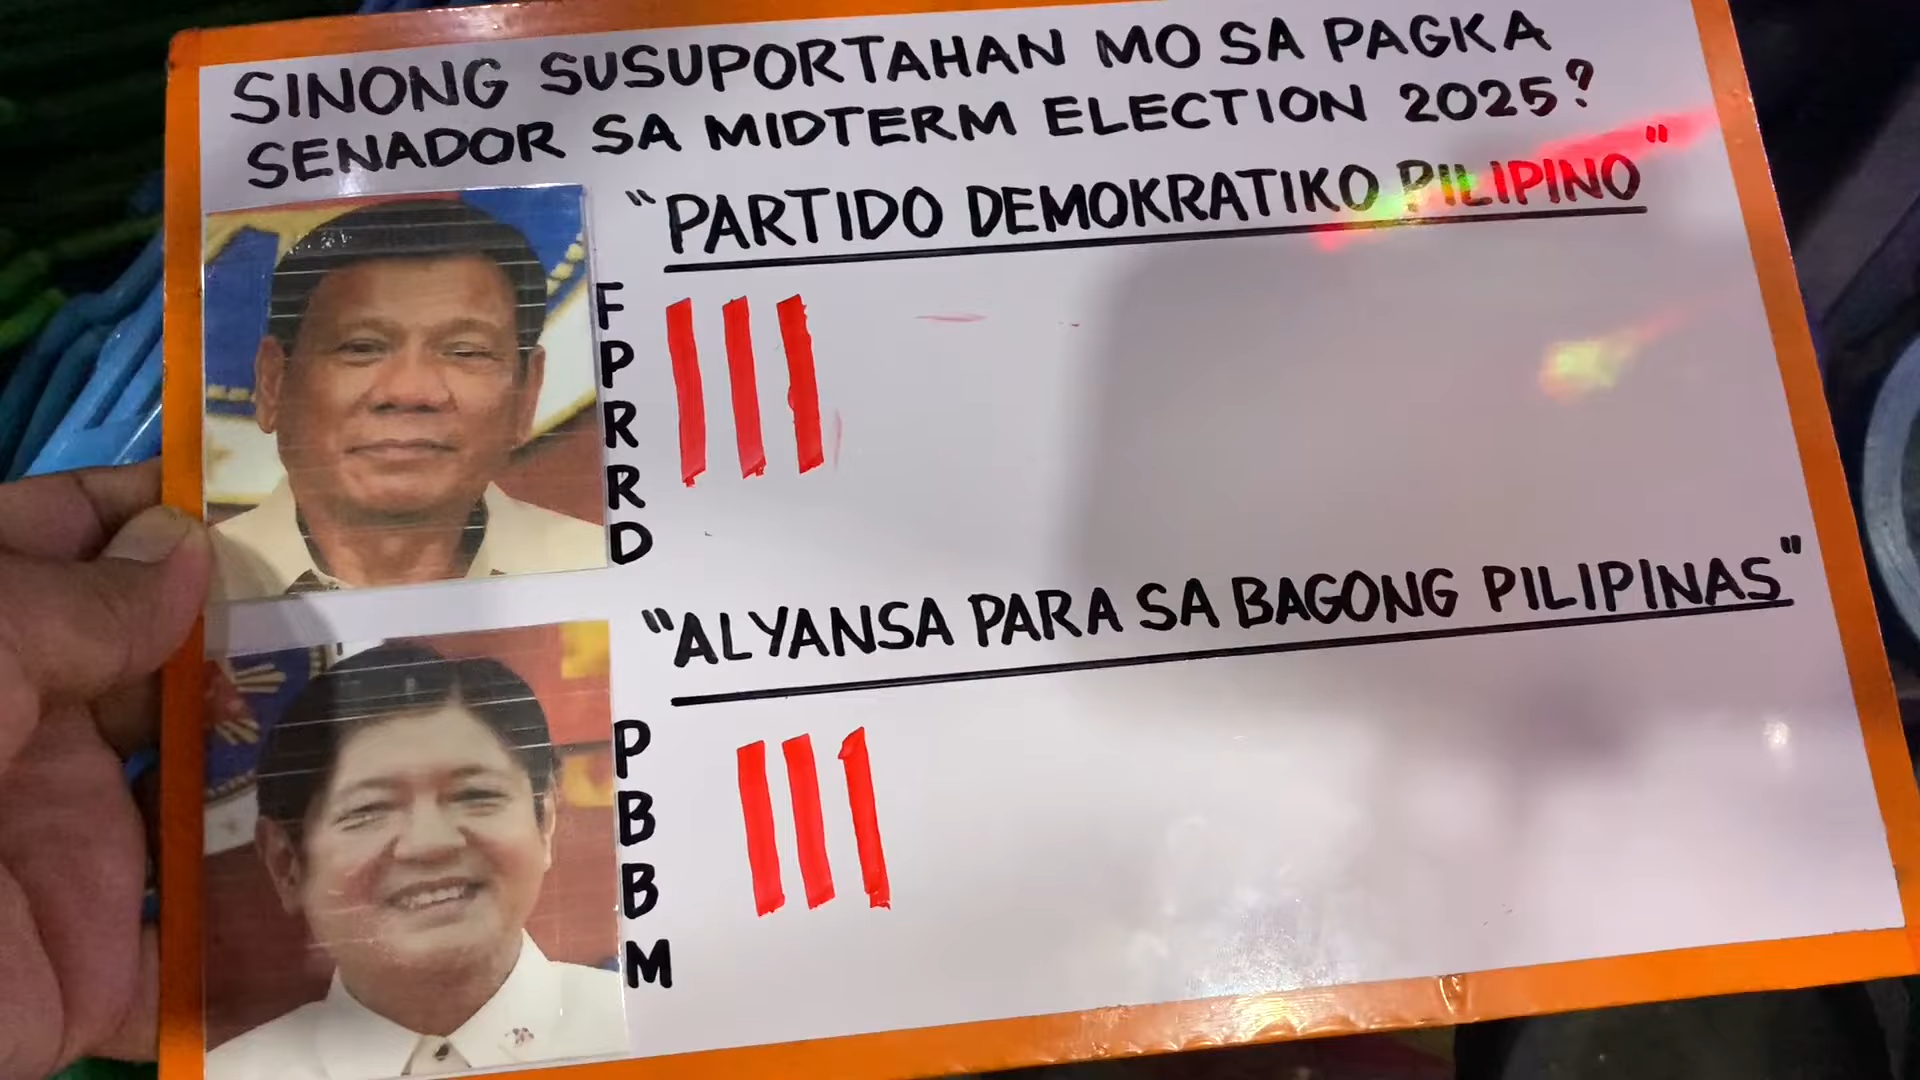 SINONG SUSUPORTAHAN MO SA PAGKA
SENADOR SA MIDTERM ELECTION 2025?
"PARTIDO DEMOKRATIKO PILIPINO"
F
P
R
R
D
"ALYANSA PARA SA BAGONG PILIPINAS"
P
B
B
M